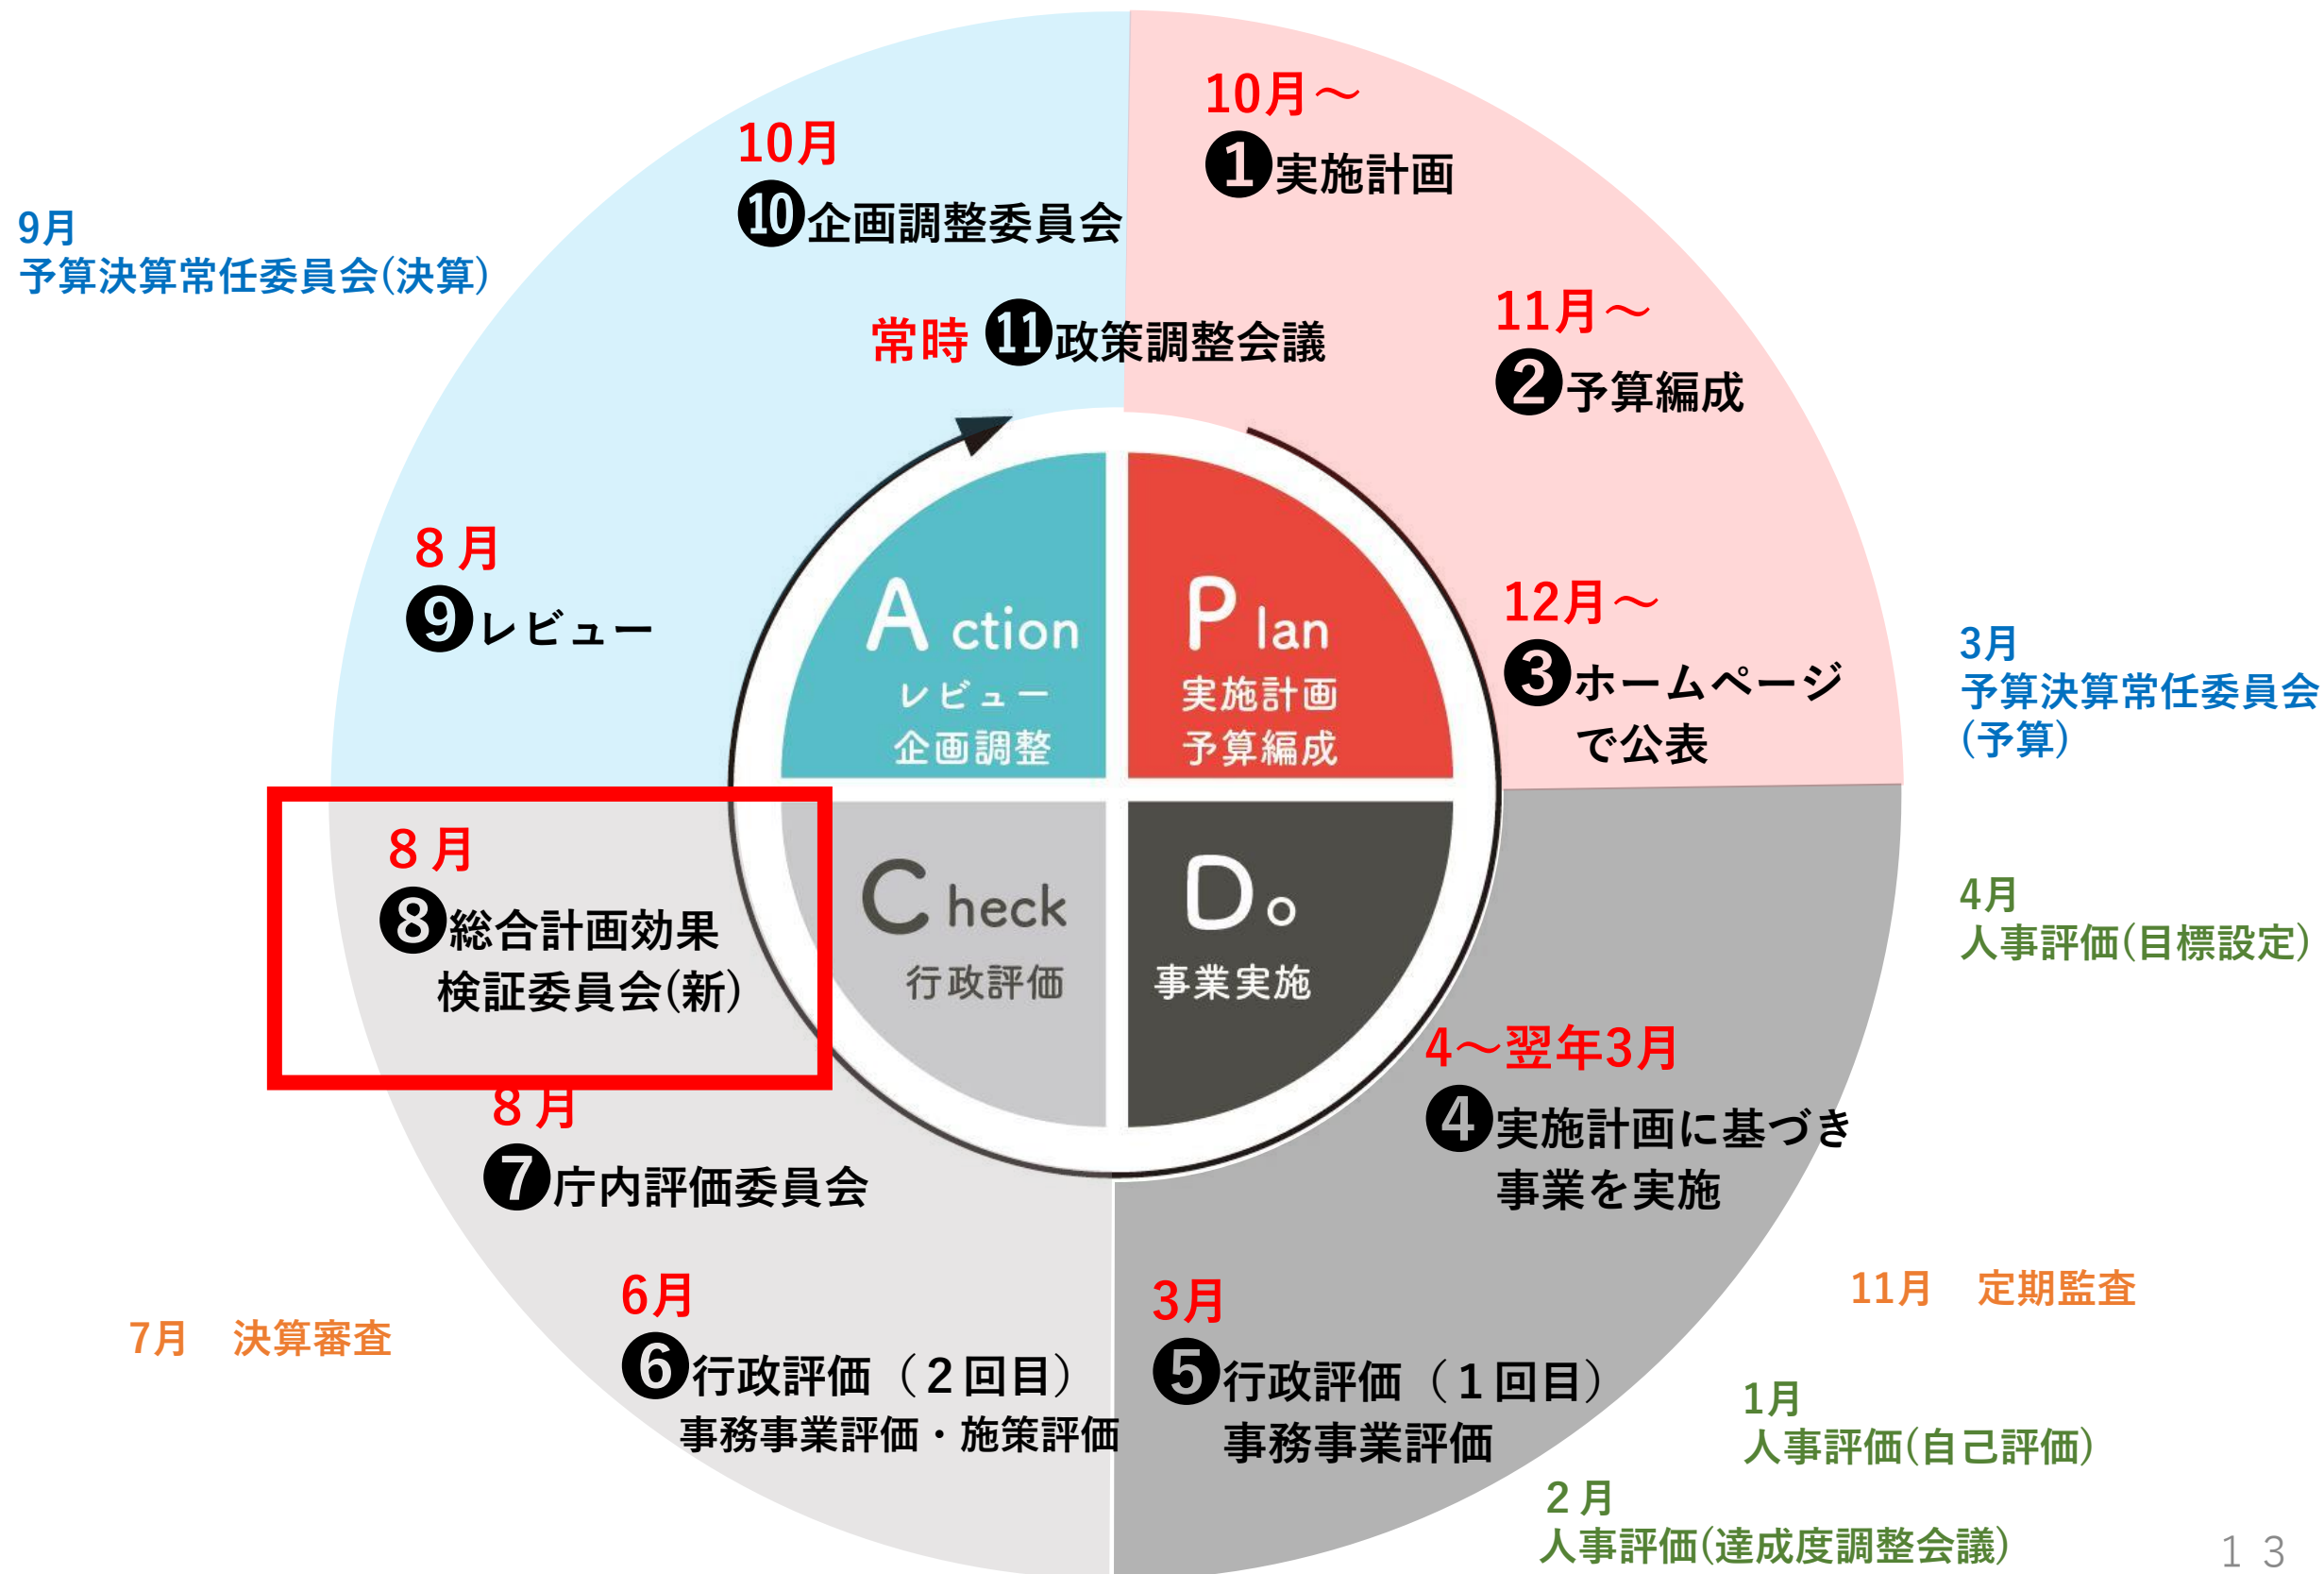 10月～
❶実施計画
11月～
❷予算編成
12月～
❸ホームページ
で公表
3月
予算決算常任委員会
(予算)
4月
人事評価(目標設定)
4～翌年3月
❹実施計画に基づき
事業を実施
11月　定期監査
1月
人事評価(自己評価)
２月
人事評価(達成度調整会議)
3月
❺行政評価（１回目）
事務事業評価
6月
❻行政評価（２回目）
事務事業評価・施策評価
7月　決算審査
８月
❼庁内評価委員会
８月
❽総合計画効果
検証委員会(新)
８月
❾レビュー
9月
予算決算常任委員会(決算)
10月
❿企画調整委員会
常時 ⓫政策調整会議
Plan
実施計画
予算編成
Do
事業実施
Check
行政評価
Action
レビュー
企画調整
１３